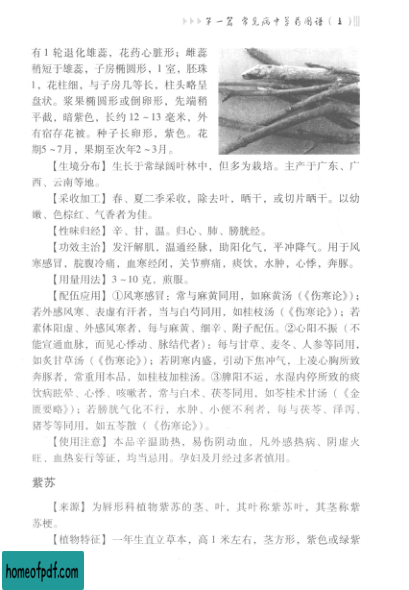 ▷▷▷第一篇 常见病中草药图谱(上)
有1轮退化雄蕊,花药心脏形;雌蕊
稍短于雄蕊,子房椭圆形,1室,胚珠
1,花柱细,与子房几等长,柱头略呈
盘状。浆果椭圆形或倒卵形,先端稍
平截,暗紫色,长约12~13毫米,外
有宿存花被。种子长卵形,紫色。花
期5~7月,果期至次年2~3月。
【生境分布】生长于常绿阔叶林中,但多为栽培。主产于广东、广
西、云南等地。
【采收加工】春、夏二季采收,除去叶,晒干,或切片晒干。以幼
嫩、色棕红、气香者为佳。
【性味归经】辛、甘,温。归心、肺、膀胱经。
【功效主治】发汗解肌,温通经脉,助阳化气,平冲降气。用于风
寒感冒,脘腹冷痛,血寒经闭,关节痹痛,痰饮,水肿,心悸,奔豚。
【用量用法】3~10克,煎服。
【配伍应用】①风寒感冒:常与麻黄同用,如麻黄汤(《伤寒论》);
若外感风寒、表虚有汗者,当与白芍同用,如桂枝汤(《伤寒论》);若
素体阳虚、外感风寒者,每与麻黄、细辛、附子配伍。②心阳不振(不
能宣通血脉,而见心悸动、脉结代者):每与甘草、麦冬、人参等同用,
如炙甘草汤(《伤寒论》);若阴寒内盛,引动下焦冲气,上凌心胸所致
奔豚者,常重用本品,如桂枝加桂汤。③脾阳不运,水湿内停所致的痰
饮病眩晕、心悸、咳嗽者,常与白术、茯苓同用,如苓桂术甘汤(《金
匮要略》);若膀胱气化不行,水肿、小便不利者,每与茯苓、泽泻、
猪苓等同用,如五苓散(《伤寒论》)。
【使用注意】本品辛温助热,易伤阴动血,凡外感热病、阴虚火
旺、血热妄行等证,均当忌用。孕妇及月经过多者慎用。
紫苏
【来源】为唇形科植物紫苏的茎、叶,其叶称紫苏叶,其茎称紫
苏梗。
【植物特征】一年生直立草本,高1米左右,茎方形,紫色或绿紫
homeofpdf.com